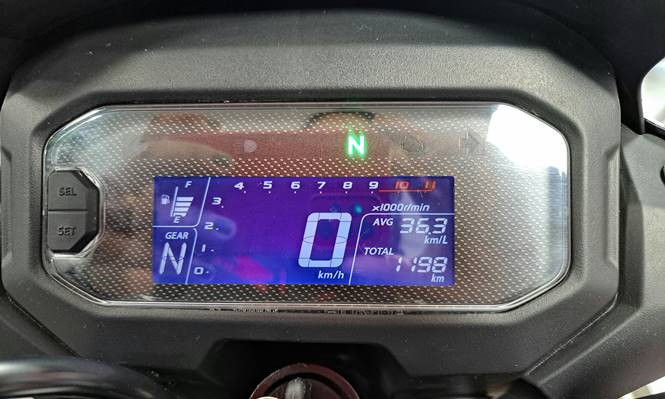 N
SEL
SET
F
E
GEAR
N
4 5 6 7 8 9 10 11
3
2
1
0
x1000r/min
0
km/h
AVG 36.3
km/L
TOTAL
1198
km